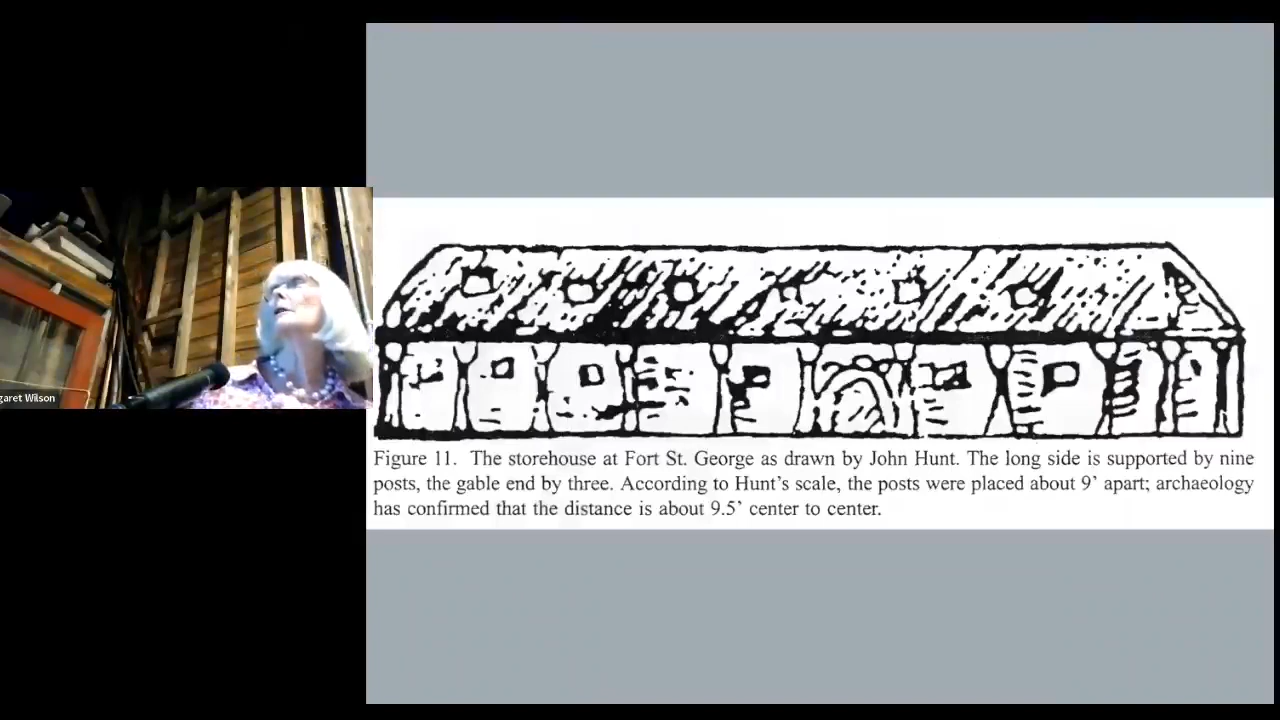 garet Wilson
Figure 11. The storehouse at Fort St. George as drawn by John Hunt. The long side is supported by nine
posts, the gable end by three. According to Hunt's scale, the posts were placed about 9' apart; archaeology
has confirmed that the distance is about 9.5' center to center.